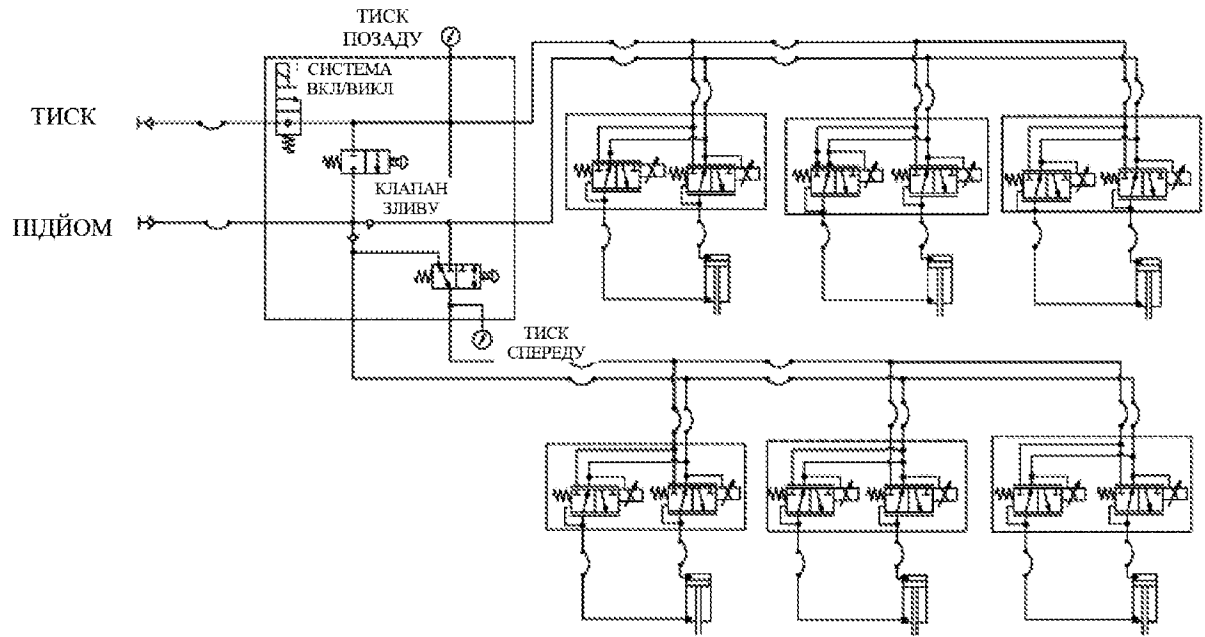 ТИСК
ПОЗАДУ
СИСТЕМА
ВКЛ/ВИКЛ
ТИСК
КЛАПАН
ЗЛИВУ
ПІДЙОМ
ТИСК
СПЕРЕДУ